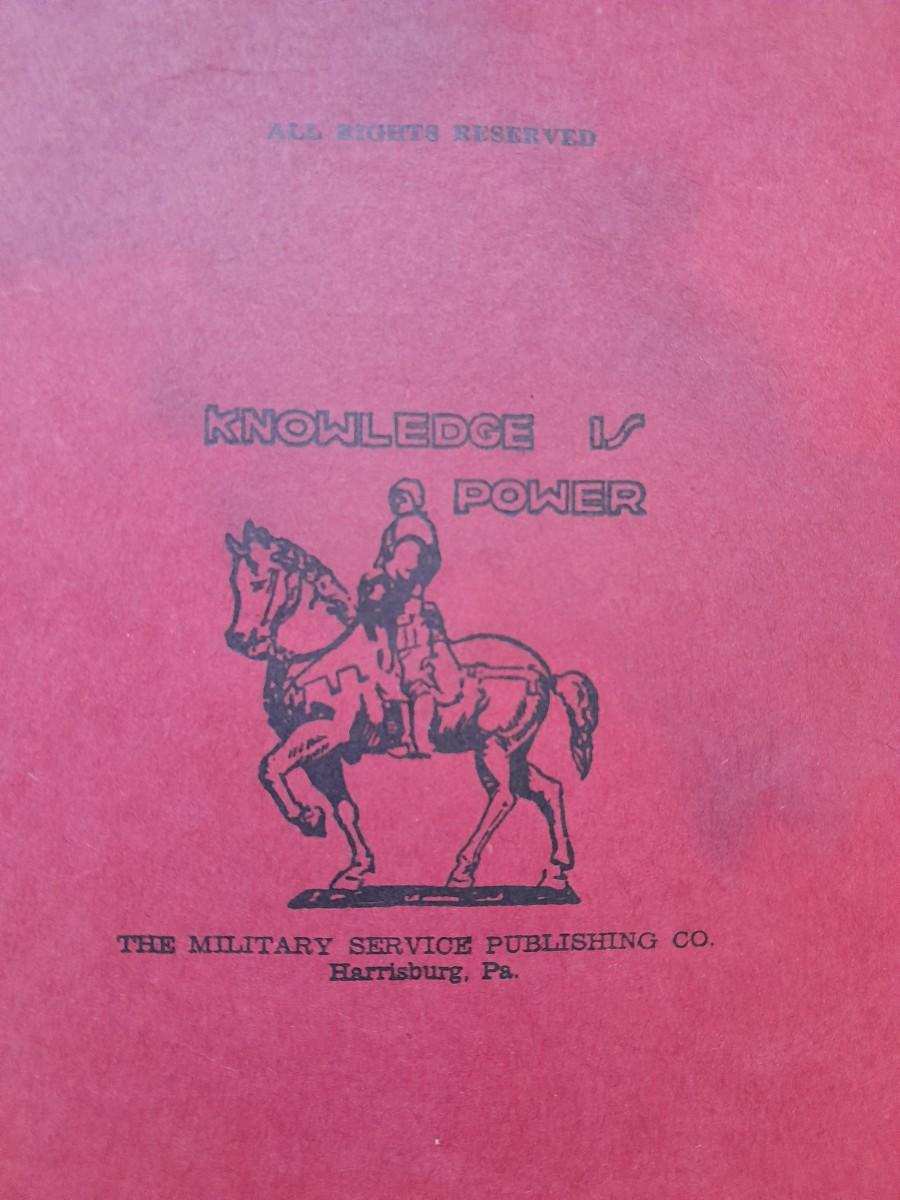 ALL RIGHTS RESERVED
KNOWLEDGE IS
POWER
THE MILITARY SERVICE PUBLISHING CO.
Harrisburg, Pa.